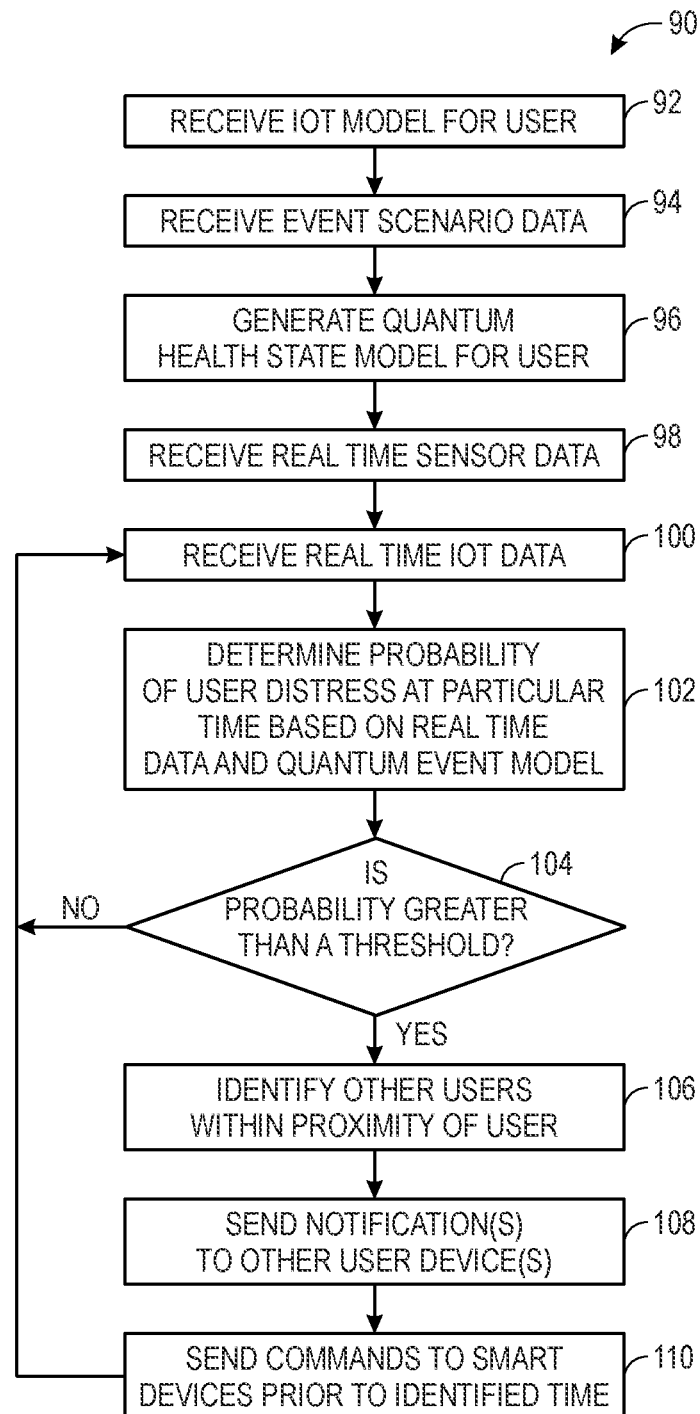 90
RECEIVE IOT MODEL FOR USER
92
RECEIVE EVENT SCENARIO DATA
94
GENERATE QUANTUM
HEALTH STATE MODEL FOR USER
96
RECEIVE REAL TIME SENSOR DATA
98
RECEIVE REAL TIME IOT DATA
100
DETERMINE PROBABILITY
OF USER DISTRESS AT PARTICULAR
TIME BASED ON REAL TIME
DATA AND QUANTUM EVENT MODEL
102
IS
PROBABILITY GREATER
THAN A THRESHOLD?
104
NO
YES
IDENTIFY OTHER USERS
WITHIN PROXIMITY OF USER
106
SEND NOTIFICATION(S)
TO OTHER USER DEVICE(S)
108
SEND COMMANDS TO SMART
DEVICES PRIOR TO IDENTIFIED TIME
110